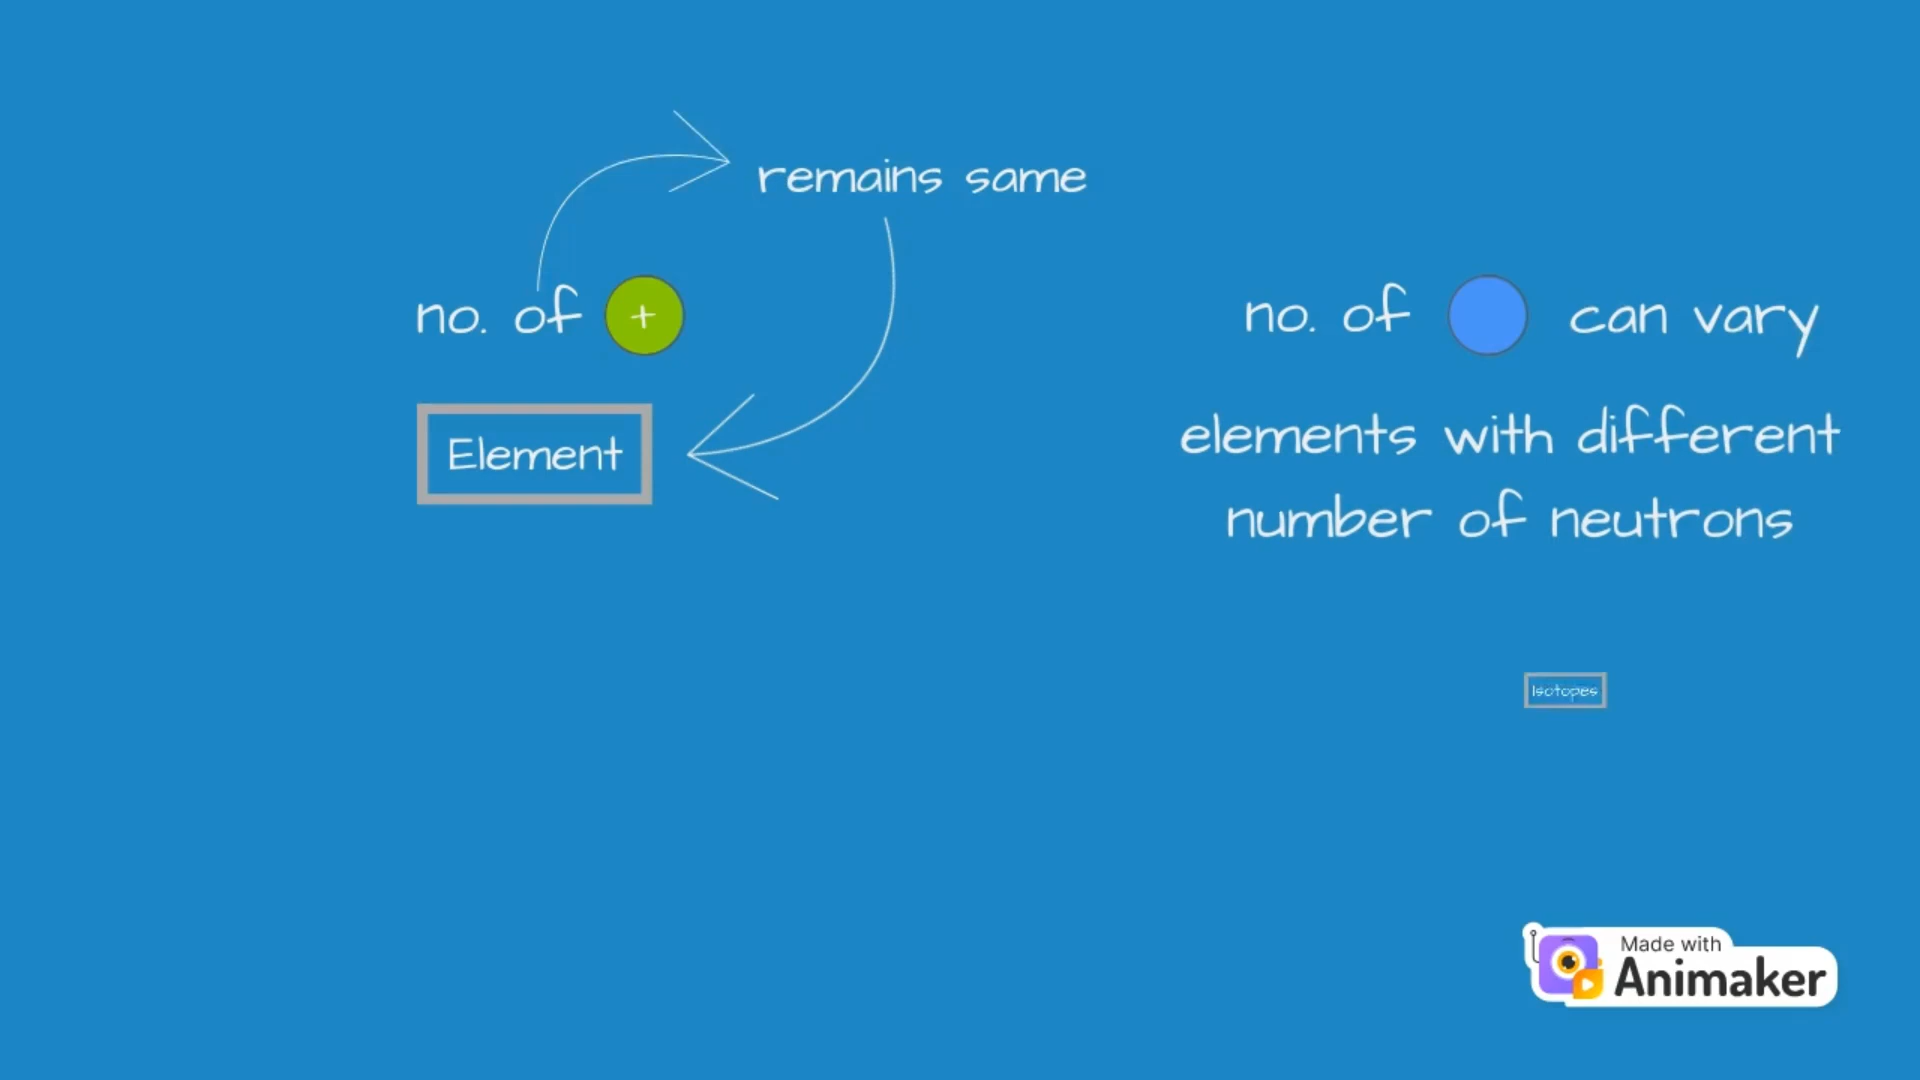 remains same
no. of +
Element
no. of can vary
elements with different
number of neutrons
Isotopes
Made with
Animaker